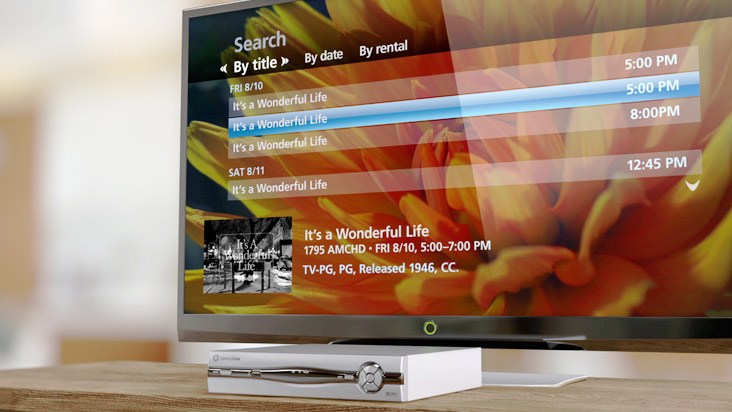 Search
« By title » By date By rental
FRI 8/10
It's a Wonderful Life 5:00 PM
It's a Wonderful Life 5:00 PM
It's a Wonderful Life 8:00PM
SAT 8/11
It's a Wonderful Life 12:45 PM
It's A
Wonderful
Life
It's a Wonderful Life
1795 AMCHD • FRI 8/10, 5:00–7:00 PM
TV-PG, PG, Released 1946, CC.